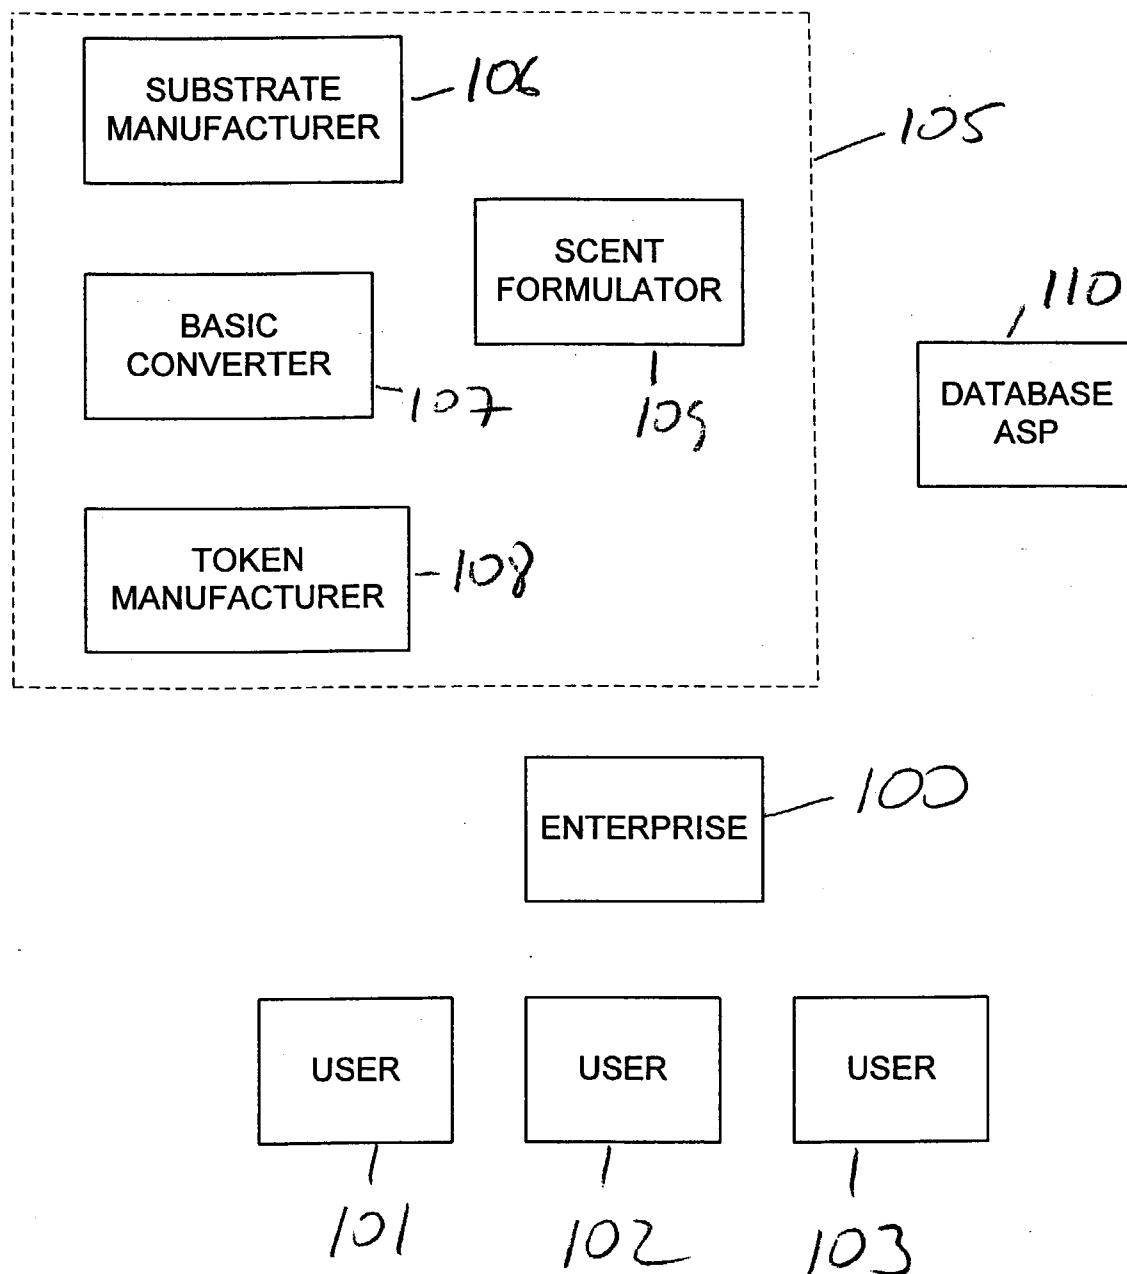 SUBSTRATE
MANUFACTURER
106
105
SCENT
FORMULATOR
109
110
BASIC
CONVERTER
107
DATABASE
ASP
TOKEN
MANUFACTURER
108
ENTERPRISE
100
USER
USER
USER
101
102
103